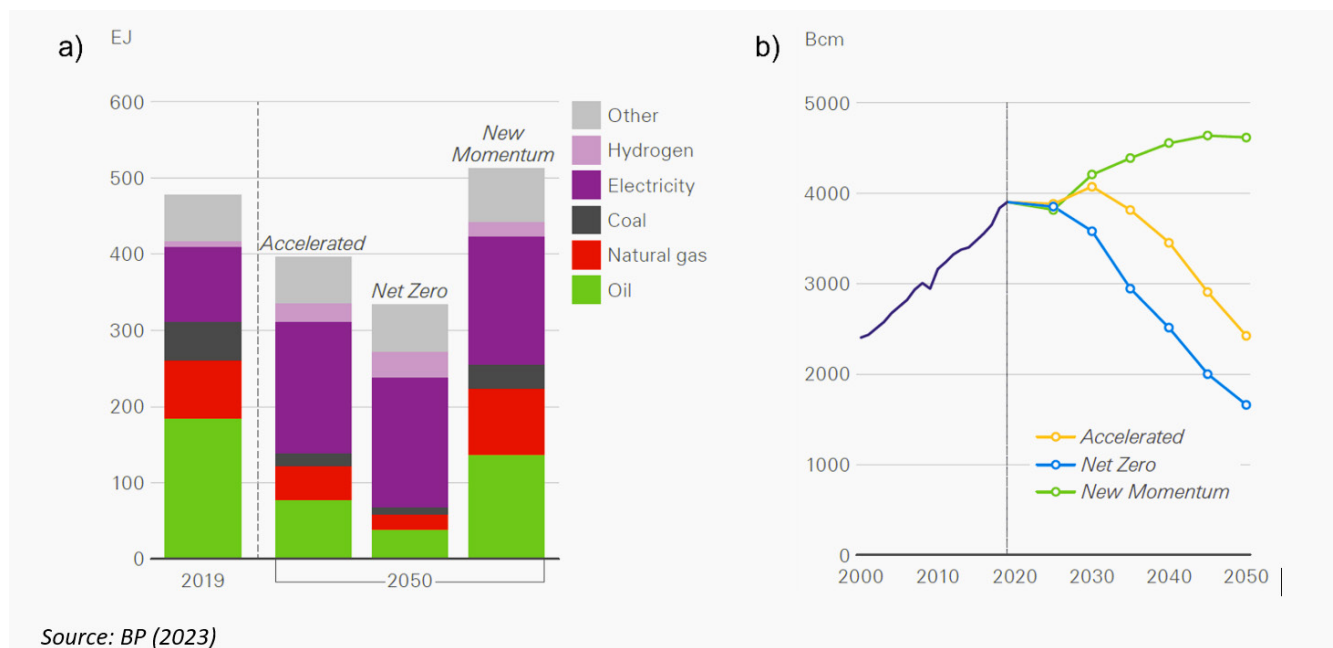 a)
EJ
600
500
400
300
200
100
0
Accelerated
Net Zero
New
Momentum
2019
2050
Other
Hydrogen
Electricity
Coal
Natural gas
Oil
b)
Bcm
5000
4000
3000
2000
1000
0
Accelerated
Net Zero
New Momentum
2000 2010 2020 2030 2040 2050
Source: BP (2023)